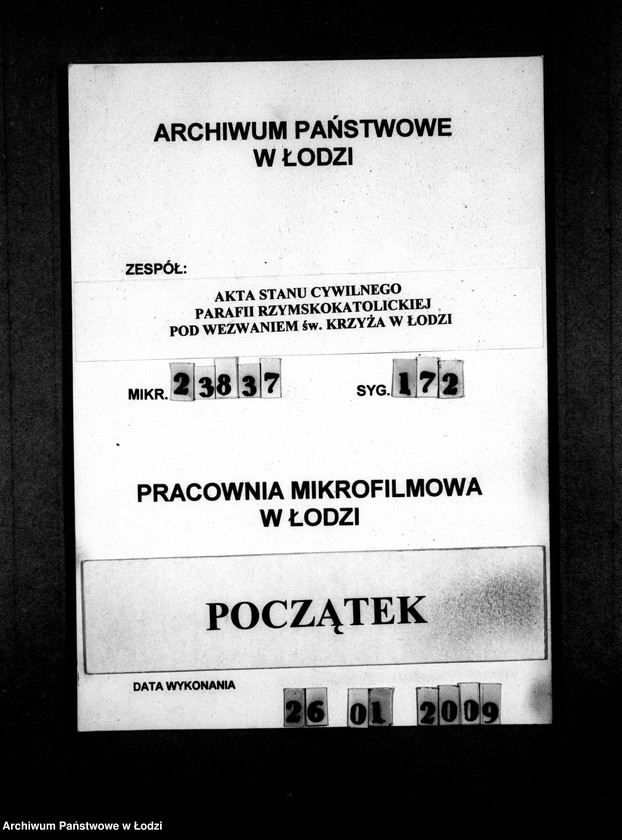 ARCHIWUM PAŃSTWOWE
W ŁODZI
ZESPÓŁ:
AKTA STANU CYWILNEGO
PARAFII RZYMSKOKATOLICKIEJ
POD WEZWANIEM św. KRZYŻA W ŁODZI
MIKR. 23837 SYG. 172
PRACOWNIA MIKROFILMOWA
W ŁODZI
POCZĄTEK
DATA WYKONANIA
26 01 2009
Archiwum Państwowe w Łodzi